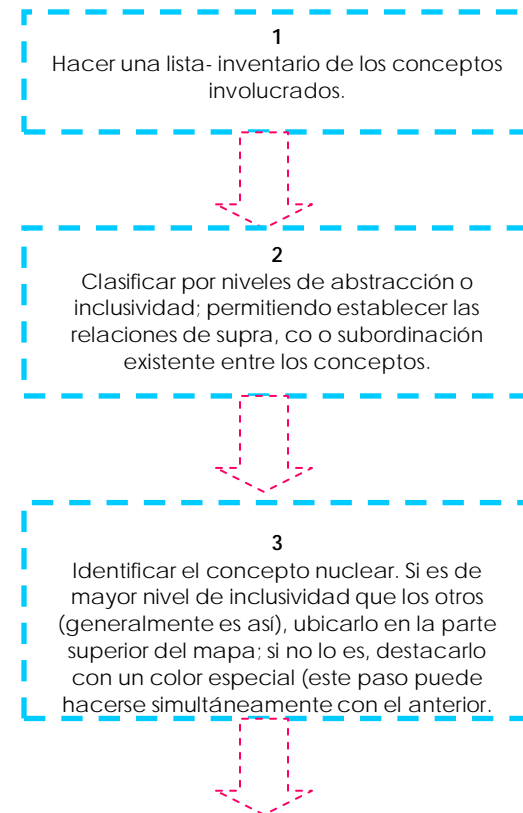 1
Hacer una lista- inventario de los conceptos
involucrados.
2
Clasificar por niveles de abstracción o
inclusividad; permitiendo establecer las
relaciones de supra, co o subordinación
existente entre los conceptos.
3
Identificar el concepto nuclear. Si es de
mayor nivel de inclusividad que los otros
(generalmente es así), ubicarlo en la parte
superior del mapa; si no lo es, destacarlo
con un color especial (este paso puede
hacerse simultáneamente con el anterior.